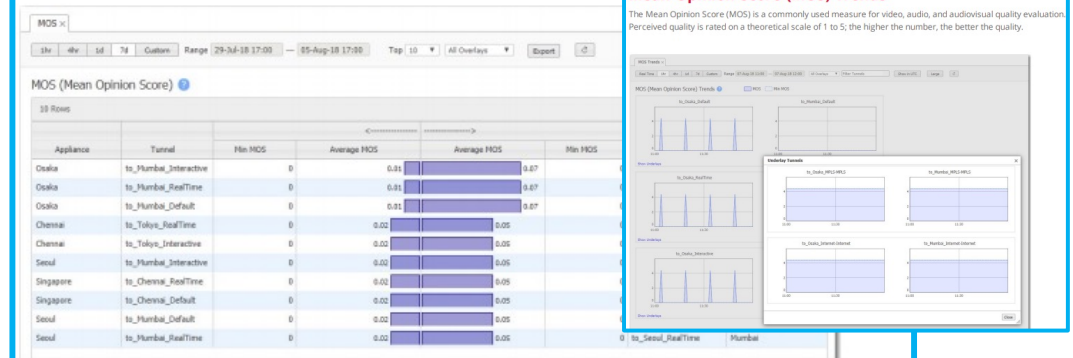 MOS ×
1hr 4hr 1d 7d Custom Range 29-Jul-18 17:00 — 05-Aug-18 17:00 Top 10 All Overlays Export
MOS (Mean Opinion Score)
10 Rows
Appliance Tunnel Min MOS Average MOS Average MOS Min MOS
Osaka to_Mumbai_Interactive 0 0.01 0.07
Osaka to_Mumbai_RealTime 0 0.01 0.07
Osaka to_Mumbai_Default 0 0.01 0.07
Chennai to_Tokyo_RealTime 0 0.02 0.05
Chennai to_Tokyo_Interactive 0 0.02 0.05
Seoul to_Mumbai_Interactive 0 0.02 0.05
Singapore to_Chennai_RealTime 0 0.02 0.05
Singapore to_Chennai_Default 0 0.02 0.05
Seoul to_Mumbai_Default 0 0.02 0.05
Seoul to_Mumbai_RealTime 0 0.02 0.05 0 to_Seoul_RealTime Mumbai
The Mean Opinion Score (MOS) is a commonly used measure for video, audio, and audiovisual quality evaluation.
Perceived quality is rated on a theoretical scale of 1 to 5; the higher the number, the better the quality.
MOS Trends ×
MOS (Mean Opinion Score) Trends MOS Min MOS
to_Osaka_Default to_Mumbai_Default
to_Osaka_RealTime
to_Osaka_Interactive
Underlay Tunnels
to_Osaka_MPLS-MPLS to_Mumbai_MPLS-MPLS
to_Osaka_Internet-Internet to_Mumbai_Internet-Internet
Close